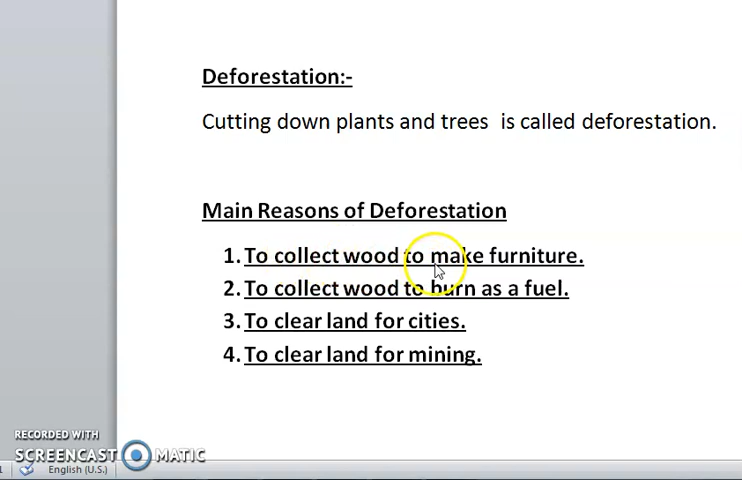 Deforestation:-
Cutting down plants and trees  is called deforestation.
Main Reasons of Deforestation
1. To collect wood to make furniture.
2. To collect wood to burn as a fuel.
3. To clear land for cities.
4. To clear land for mining.
RECORDED WITH
SCREENCAST MATIC
1 English (U.S.)